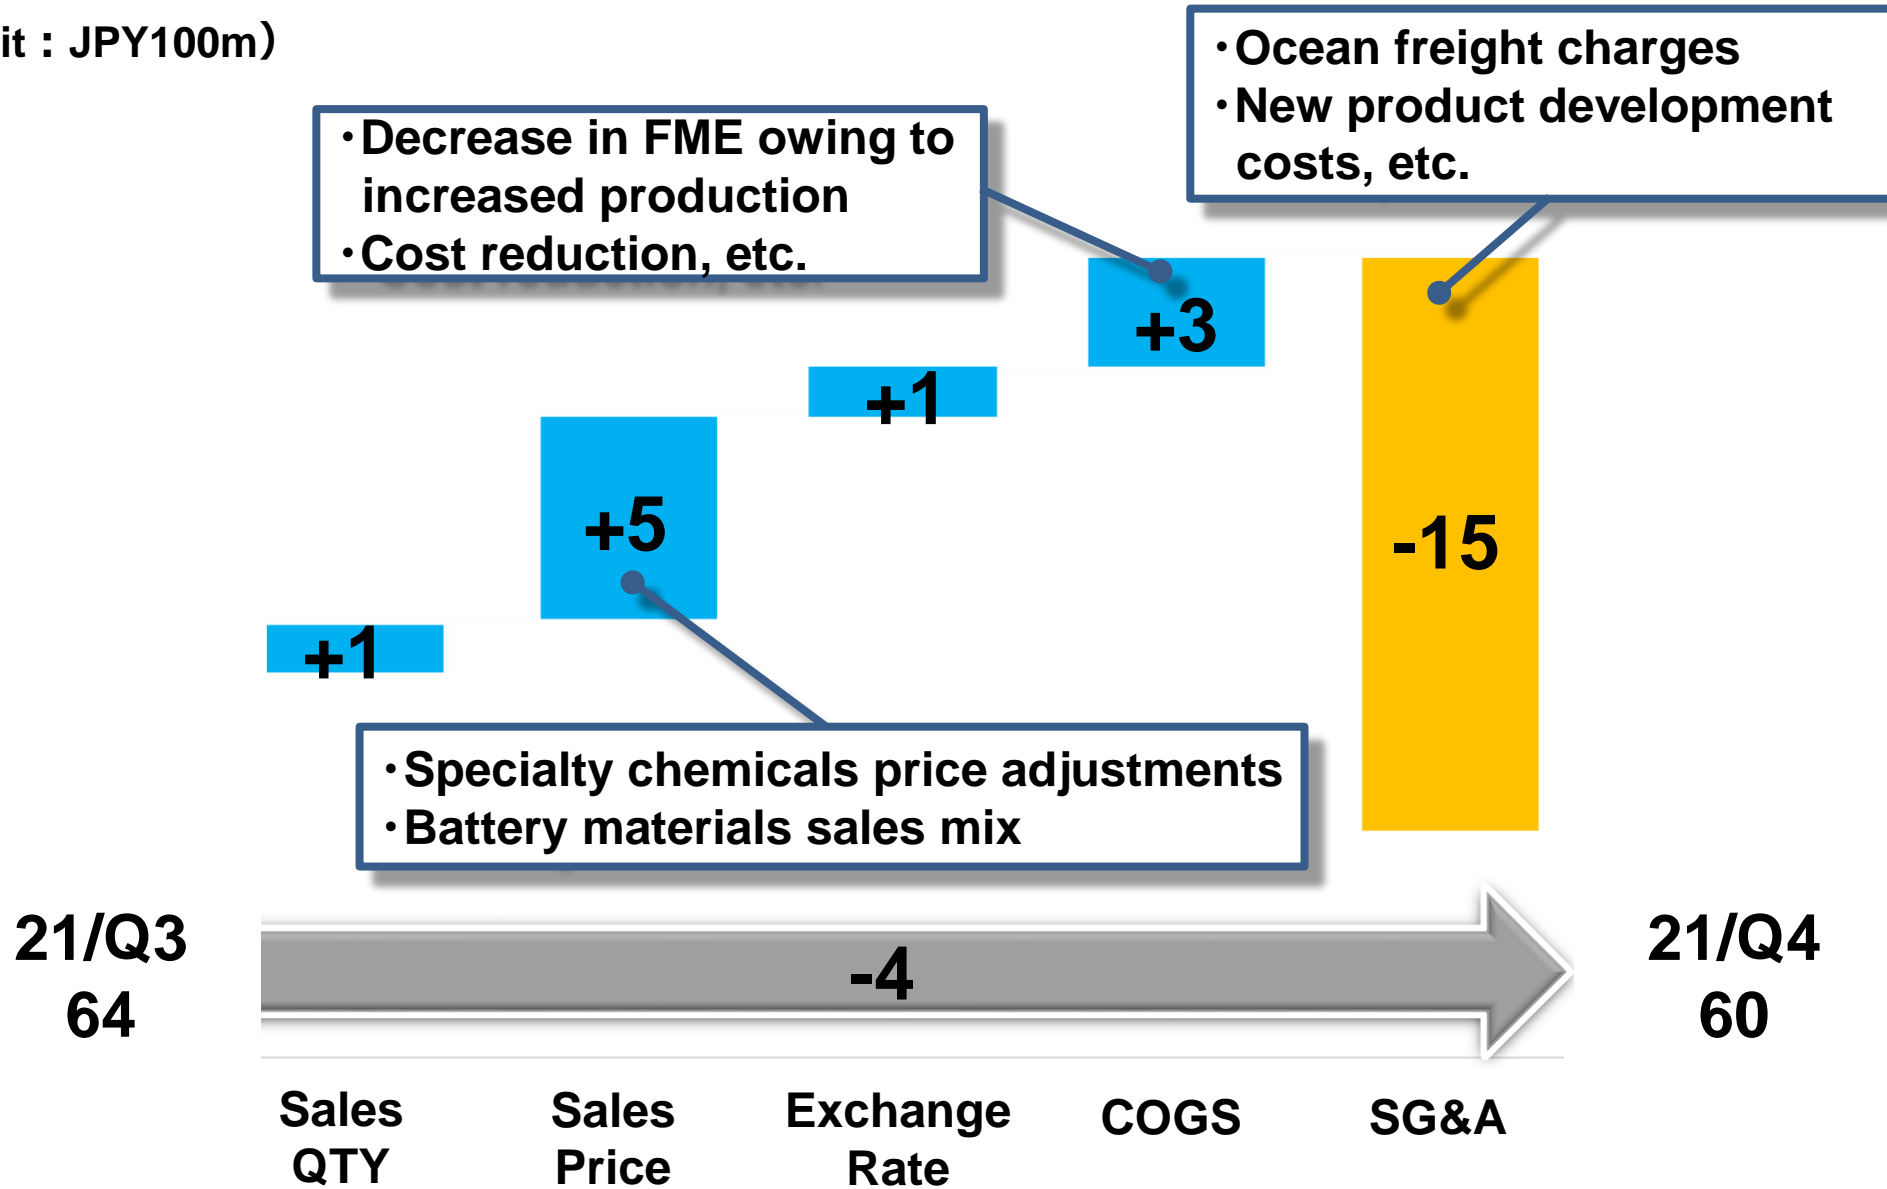 it：JPY100m）
・Ocean freight charges
・New product development
costs, etc.
・Decrease in FME owing to
increased production
・Cost reduction, etc.
+3
+1
+5
-15
+1
・Specialty chemicals price adjustments
・Battery materials sales mix
21/Q3
64
-4
21/Q4
60
Sales
QTY
Sales
Price
Exchange
Rate
COGS
SG&A